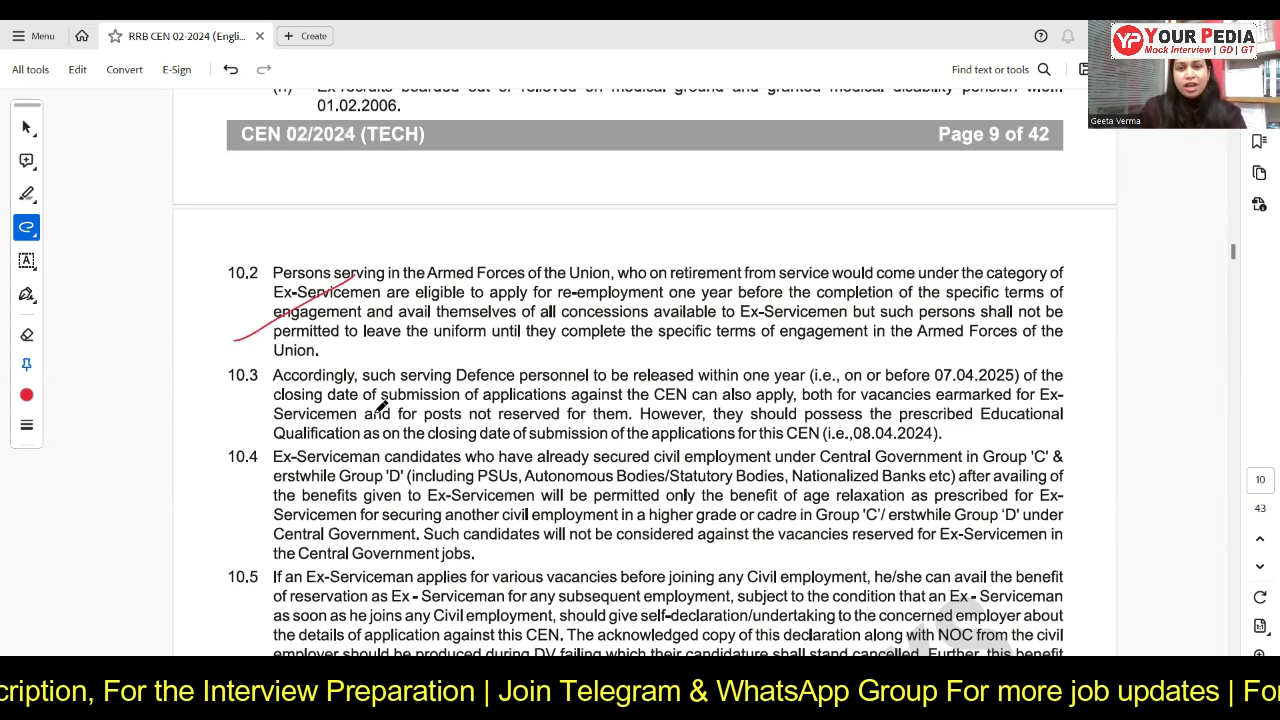 Menu
RRB CEN 02-2024 (Engli...
Create
YP YOUR PEDIA
Mock Interview | GD | GT
All tools
Edit
Convert
E-Sign
Find text or tools
Geeta Verma
01.02.2006.
CEN 02/2024 (TECH)
Page 9 of 42
10.2 Persons serving in the Armed Forces of the Union, who on retirement from service would come under the category of
Ex-Servicemen are eligible to apply for re-employment one year before the completion of the specific terms of
engagement and avail themselves of all concessions available to Ex-Servicemen but such persons shall not be
permitted to leave the uniform until they complete the specific terms of engagement in the Armed Forces of the
Union.
10.3 Accordingly, such serving Defence personnel to be released within one year (i.e., on or before 07.04.2025) of the
closing date of submission of applications against the CEN can also apply, both for vacancies earmarked for Ex-
Servicemen and for posts not reserved for them. However, they should possess the prescribed Educational
Qualification as on the closing date of submission of the applications for this CEN (i.e.,08.04.2024).
10.4 Ex-Serviceman candidates who have already secured civil employment under Central Government in Group 'C' &
erstwhile Group 'D' (including PSUs, Autonomous Bodies/Statutory Bodies, Nationalized Banks etc) after availing of
the benefits given to Ex-Servicemen will be permitted only the benefit of age relaxation as prescribed for Ex-
Servicemen for securing another civil employment in a higher grade or cadre in Group 'C'/ erstwhile Group 'D' under
Central Government. Such candidates will not be considered against the vacancies reserved for Ex-Servicemen in
the Central Government jobs.
10.5 If an Ex-Serviceman applies for various vacancies before joining any Civil employment, he/she can avail the benefit
of reservation as Ex - Serviceman for any subsequent employment, subject to the condition that an Ex - Serviceman
as soon as he joins any Civil employment, should give self-declaration/undertaking to the concerned employer about
the details of application against this CEN. The acknowledged copy of this declaration along with NOC from the civil
employer should be produced during DV failing which their candidature shall stand cancelled. Further, this benefit
10
43
cription, For the Interview Preparation | Join Telegram & WhatsApp Group For more job updates | Fo